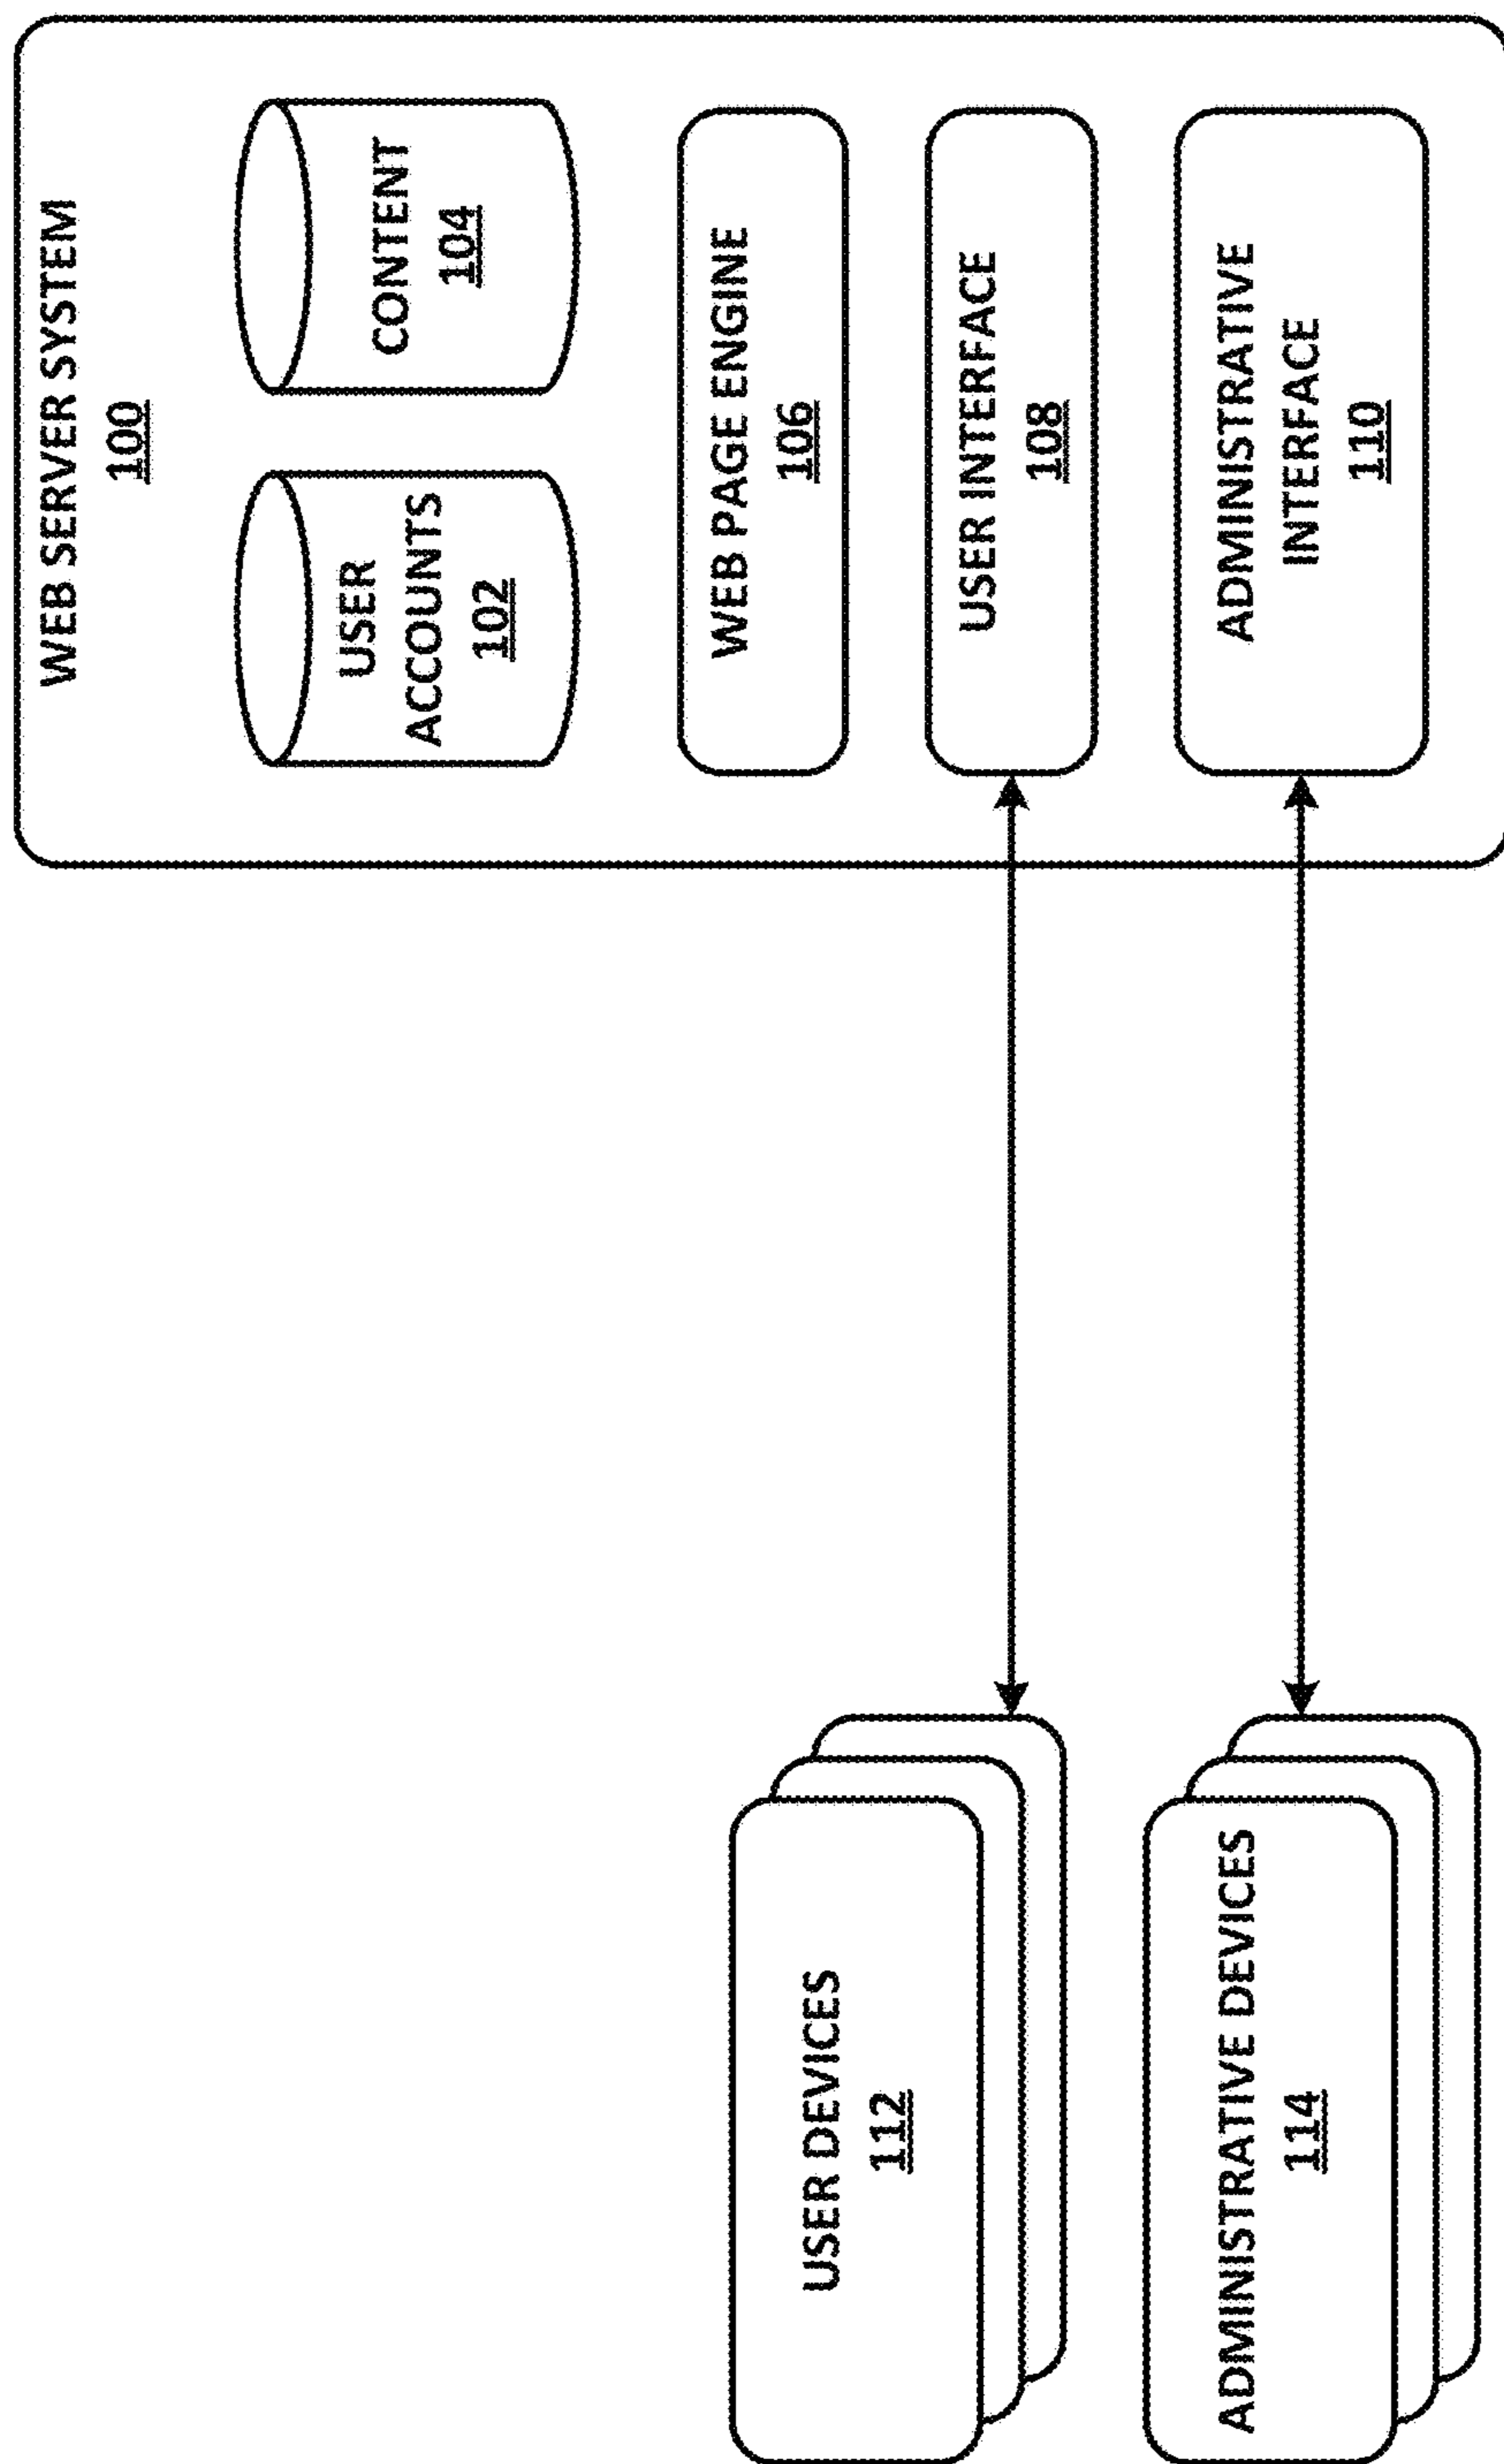 WEB SERVER SYSTEM
100
USER
ACCOUNTS
102
CONTENT
104
WEB PAGE ENGINE
106
USER INTERFACE
108
ADMINISTRATIVE
INTERFACE
110
USER DEVICES
112
ADMINISTRATIVE DEVICES
114